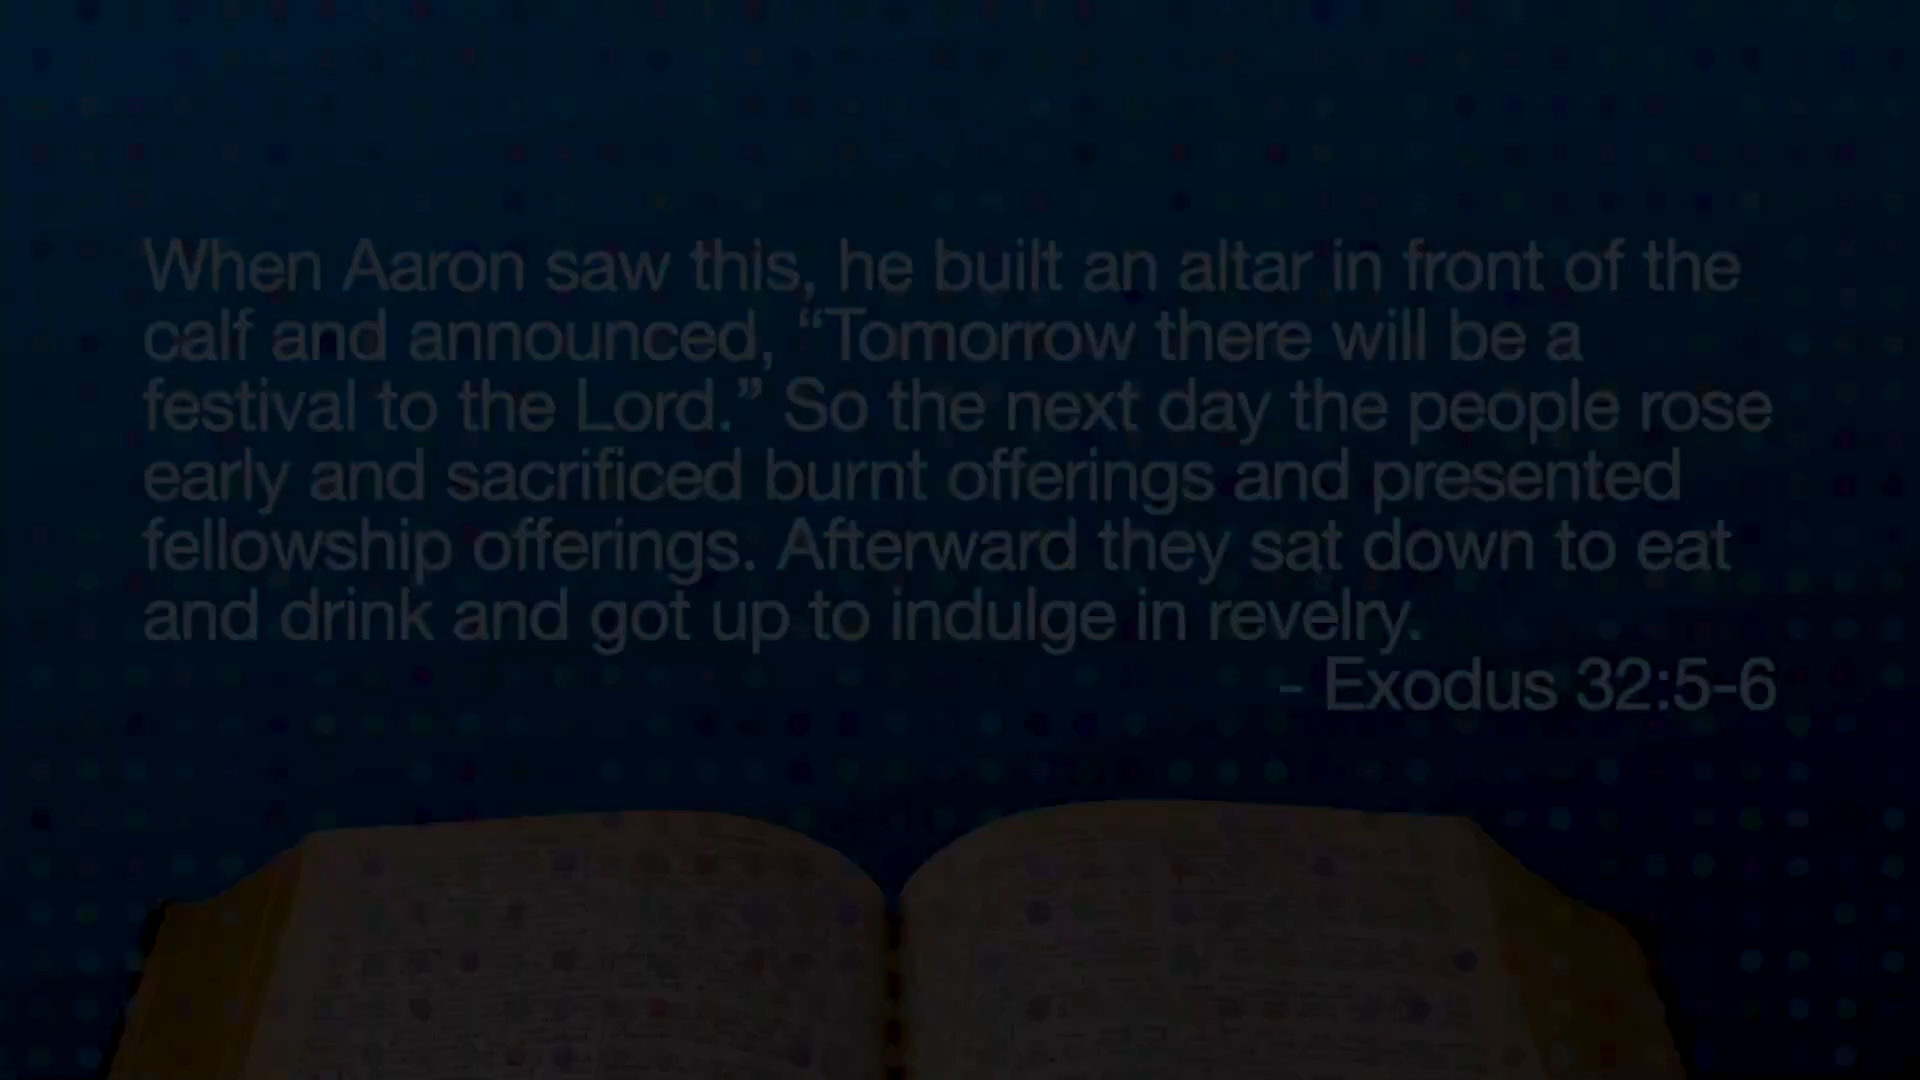 When Aaron saw this, he built an altar in front of the
calf and announced, “Tomorrow there will be a
festival to the Lord.” So the next day the people rose
early and sacrificed burnt offerings and presented
fellowship offerings. Afterward they sat down to eat
and drink and got up to indulge in revelry.
- Exodus 32:5-6